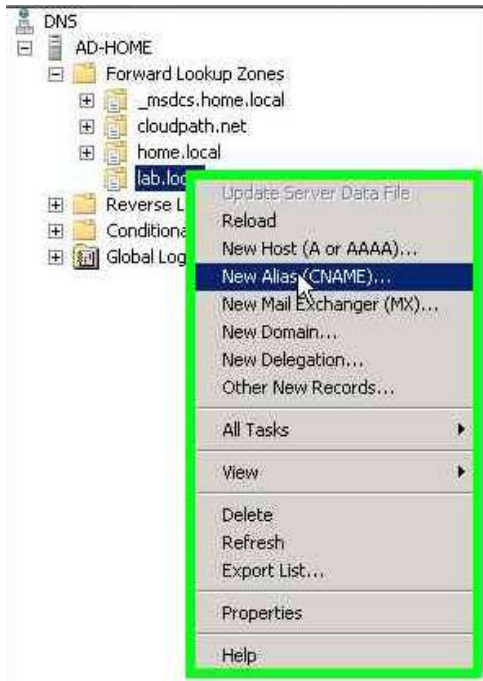 DNS
AD-HOME
Forward Lookup Zones
_msdcs.home.local
cloudpath.net
home.local
lab.loc
Reverse L
Conditiona
Global Log
Update Server Data File
Reload
New Host (A or AAAA)...
New Alias (CNAME)...
New Mail Exchanger (MX)...
New Domain...
New Delegation...
Other New Records...
All Tasks
View
Delete
Refresh
Export List...
Properties
Help